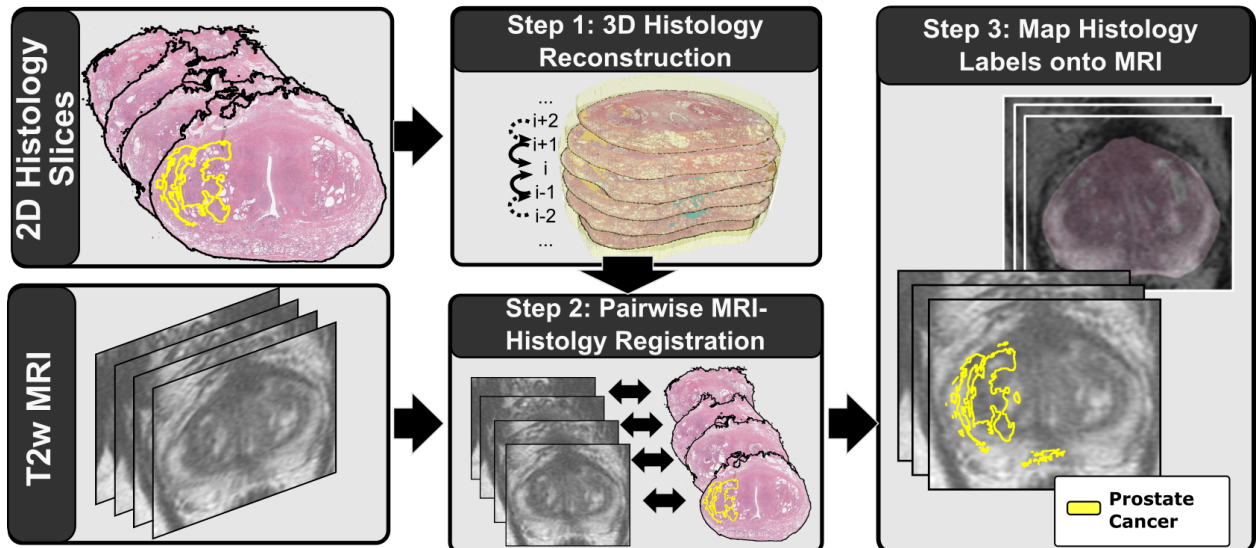 2D Histology
Slices
Step 1: 3D Histology
Reconstruction
...
i+2
i+1
i
i-1
i-2
...
T2w MRI
Step 2: Pairwise MRI-
Histolgy Registration
Step 3: Map Histology
Labels onto MRI
Prostate
Cancer